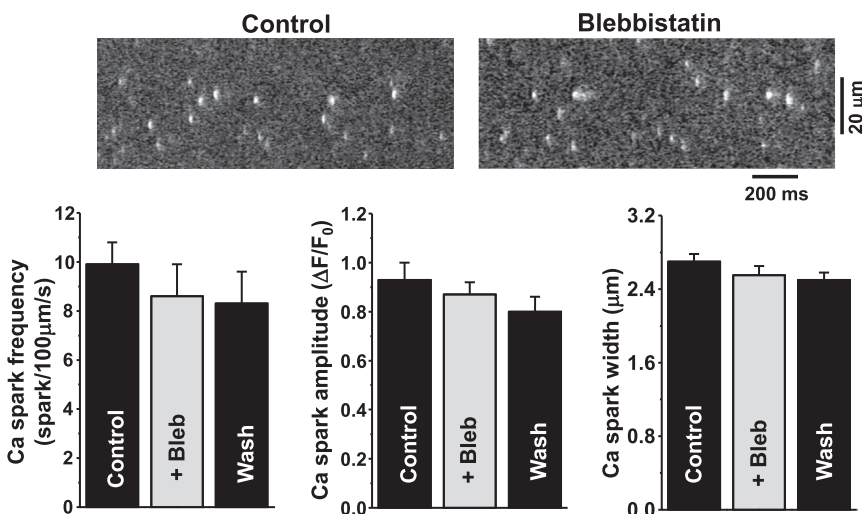 Control
Blebbistatin
20 μm
200 ms
Ca spark frequency
(spark/100μm/s)
12
10
8
6
4
2
0
Control
+ Bleb
Wash
Ca spark amplitude (ΔF/F0)
1.2
1.0
0.8
0.6
0.4
0.2
0.0
Control
+ Bleb
Wash
Ca spark width (μm)
3.2
2.4
1.6
0.8
0.0
Control
+ Bleb
Wash